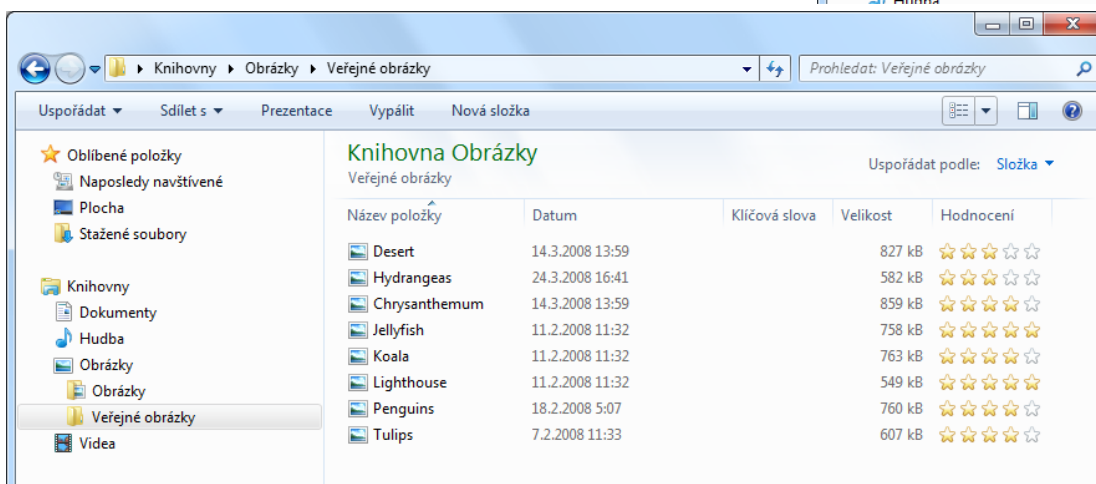 Hudba
Knihovny Obrázky Veřejné obrázky
Prohledat: Veřejné obrázky
Uspořádat Sdílet s Prezentace Vypálit Nová složka
Oblíbené položky
Naposledy navštívené
Plocha
Stažené soubory
Knihovny
Dokumenty
Hudba
Obrázky
Obrázky
Veřejné obrázky
Videa
Knihovna Obrázky
Veřejné obrázky
Uspořádat podle: Složka
Název položky Datum Klíčová slova Velikost Hodnocení
Desert 14.3.2008 13:59 827 kB
Hydrangeas 24.3.2008 16:41 582 kB
Chrysanthemum 14.3.2008 13:59 859 kB
Jellyfish 11.2.2008 11:32 758 kB
Koala 11.2.2008 11:32 763 kB
Lighthouse 11.2.2008 11:32 549 kB
Penguins 18.2.2008 5:07 760 kB
Tulips 7.2.2008 11:33 607 kB